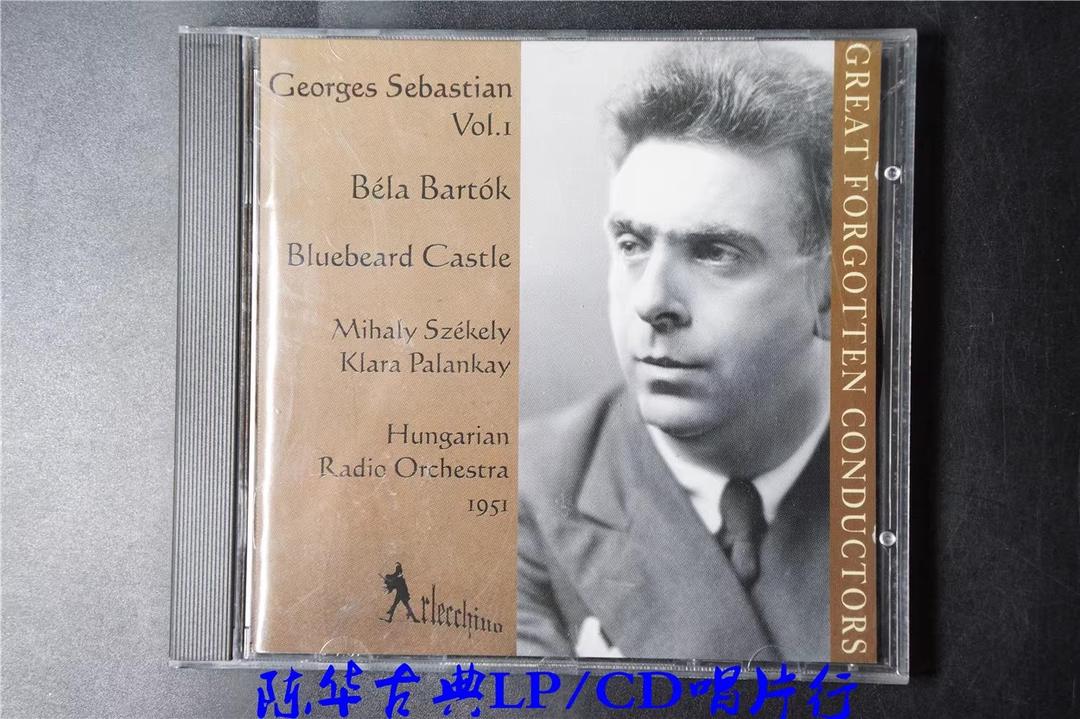 Georges Sebastian
Vol.1
Béla Bartók
Bluebeard Castle
Mihaly Székely
Klara Palankay
Hungarian
Radio Orchestra
1951
Arlecchino
GREAT FORGOTTEN CONDUCTORS
陈华古典LP/CD唱片行